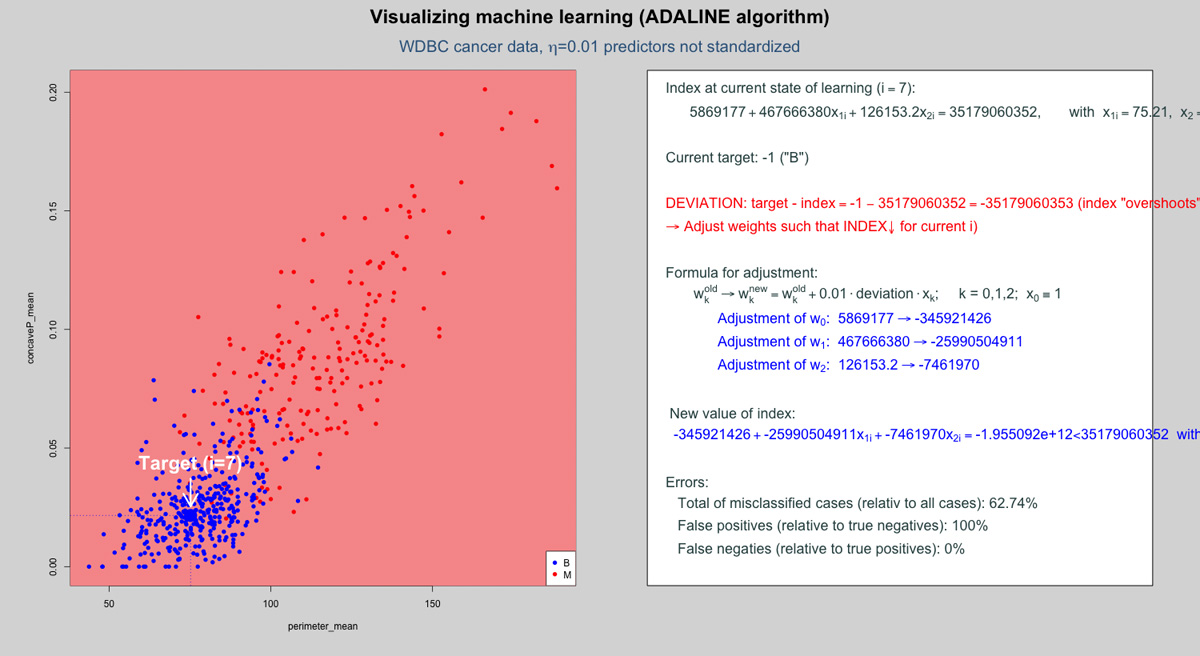 Visualizing machine learning (ADALINE algorithm)
WDBC cancer data, η=0.01 predictors not standardized
0.20
0.15
0.10
0.05
0.00
concaveP_mean
Target (i=7)
B
M
50 100 150
perimeter_mean
Index at current state of learning (i = 7):
5869177 + 467666380x1i + 126153.2x2i = 35179060352, with x1i = 75.21, x2 =
Current target: -1 ("B")
DEVIATION: target - index = -1 − 35179060352 = -35179060353 (index "overshoots"
→ Adjust weights such that INDEX↓ for current i)
Formula for adjustment:
wk^old → wk^new = wk^old + 0.01 · deviation · xk; k = 0,1,2; x0 ≡ 1
Adjustment of w0: 5869177 → -345921426
Adjustment of w1: 467666380 → -25990504911
Adjustment of w2: 126153.2 → -7461970
New value of index:
-345921426 + -25990504911x1i + -7461970x2i = -1.955092e+12<35179060352 with
Errors:
Total of misclassified cases (relativ to all cases): 62.74%
False positives (relative to true negatives): 100%
False negaties (relative to true positives): 0%